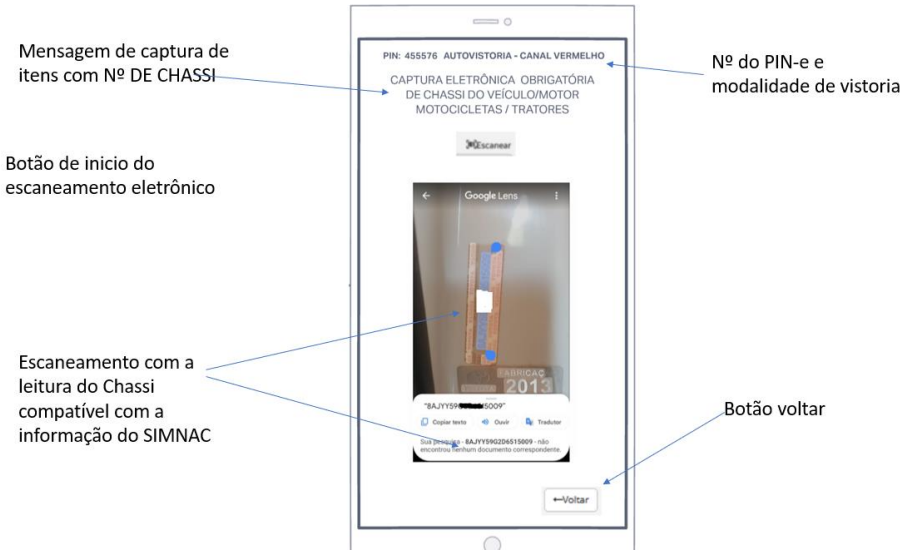 Mensagem de captura de
itens com Nº DE CHASSI
Botão de inicio do
escaneamento eletrônico
Escaneamento com a
leitura do Chassi
compatível com a
informação do SIMNAC
PIN: 455576 AUTOVISTORIA - CANAL VERMELHO
CAPTURA ELETRÔNICA OBRIGATÓRIA
DE CHASSI DO VEÍCULO/MOTOR
MOTOCICLETAS / TRATORES
Escanear
Google Lens
FABRICAÇ
2013
"8AJYY59 5009"
Copiar texto Ouvir Tradutor
Sua pesquisa - 8AJYY59G2D6515009 - não
encontrou nenhum documento correspondente.
←Voltar
Nº do PIN-e e
modalidade de vistoria
Botão voltar